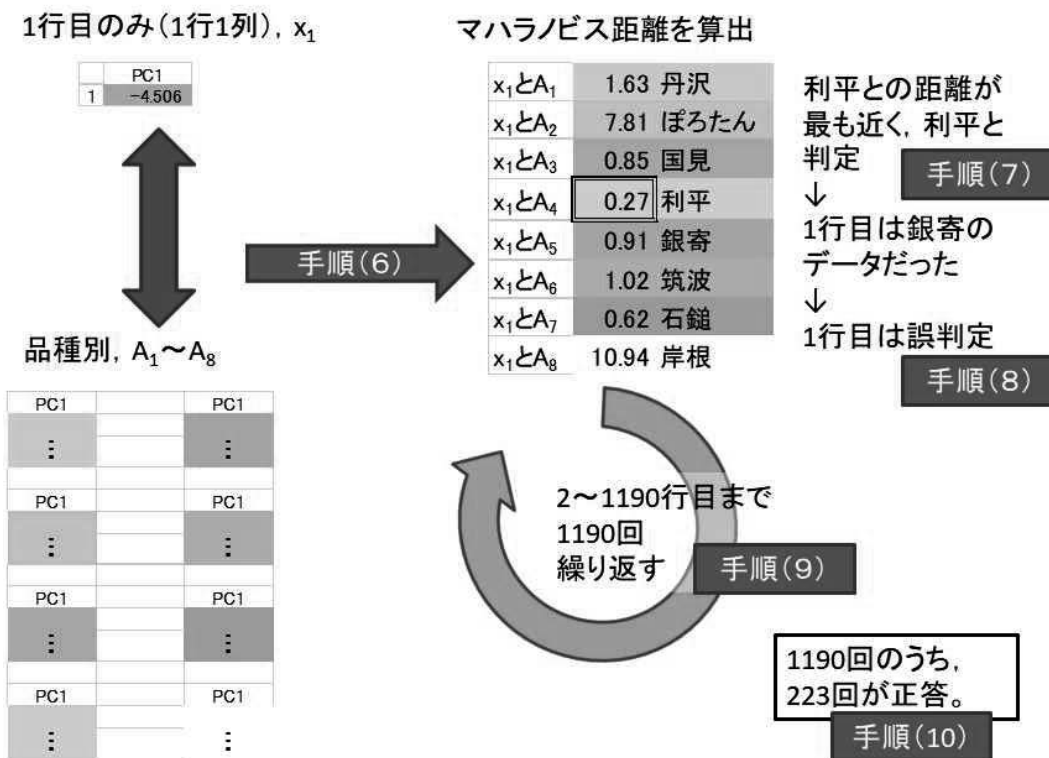 1行目のみ(1行1列), x1
PC1
1 -4.506
品種別, A1～A8
PC1 PC1
⋮ ⋮
PC1 PC1
⋮ ⋮
PC1 PC1
⋮ ⋮
PC1 PC1
⋮ ⋮
手順(6)
マハラノビス距離を算出
x1とA1 1.63 丹沢
x1とA2 7.81 ぽろたん
x1とA3 0.85 国見
x1とA4 0.27 利平
x1とA5 0.91 銀寄
x1とA6 1.02 筑波
x1とA7 0.62 石鎚
x1とA8 10.94 岸根
利平との距離が
最も近く, 利平と
判定
手順(7)
↓
1行目は銀寄の
データだった
↓
1行目は誤判定
手順(8)
2～1190行目まで
1190回
繰り返す
手順(9)
1190回のうち,
223回が正答。
手順(10)